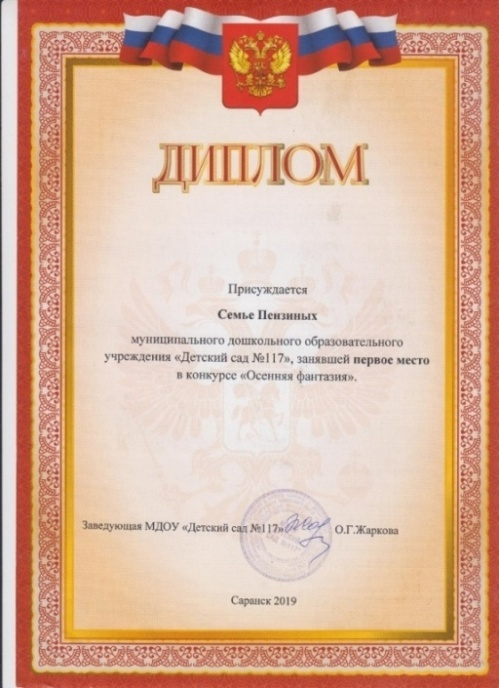 ДИПЛОМ
Присуждается
Семье Пензиных
муниципального дошкольного образовательного
учреждения «Детский сад №117», занявшей первое место
в конкурсе «Осенняя фантазия».
Заведующая МДОУ «Детский сад №117» О.Г.Жаркова
Саранск 2019